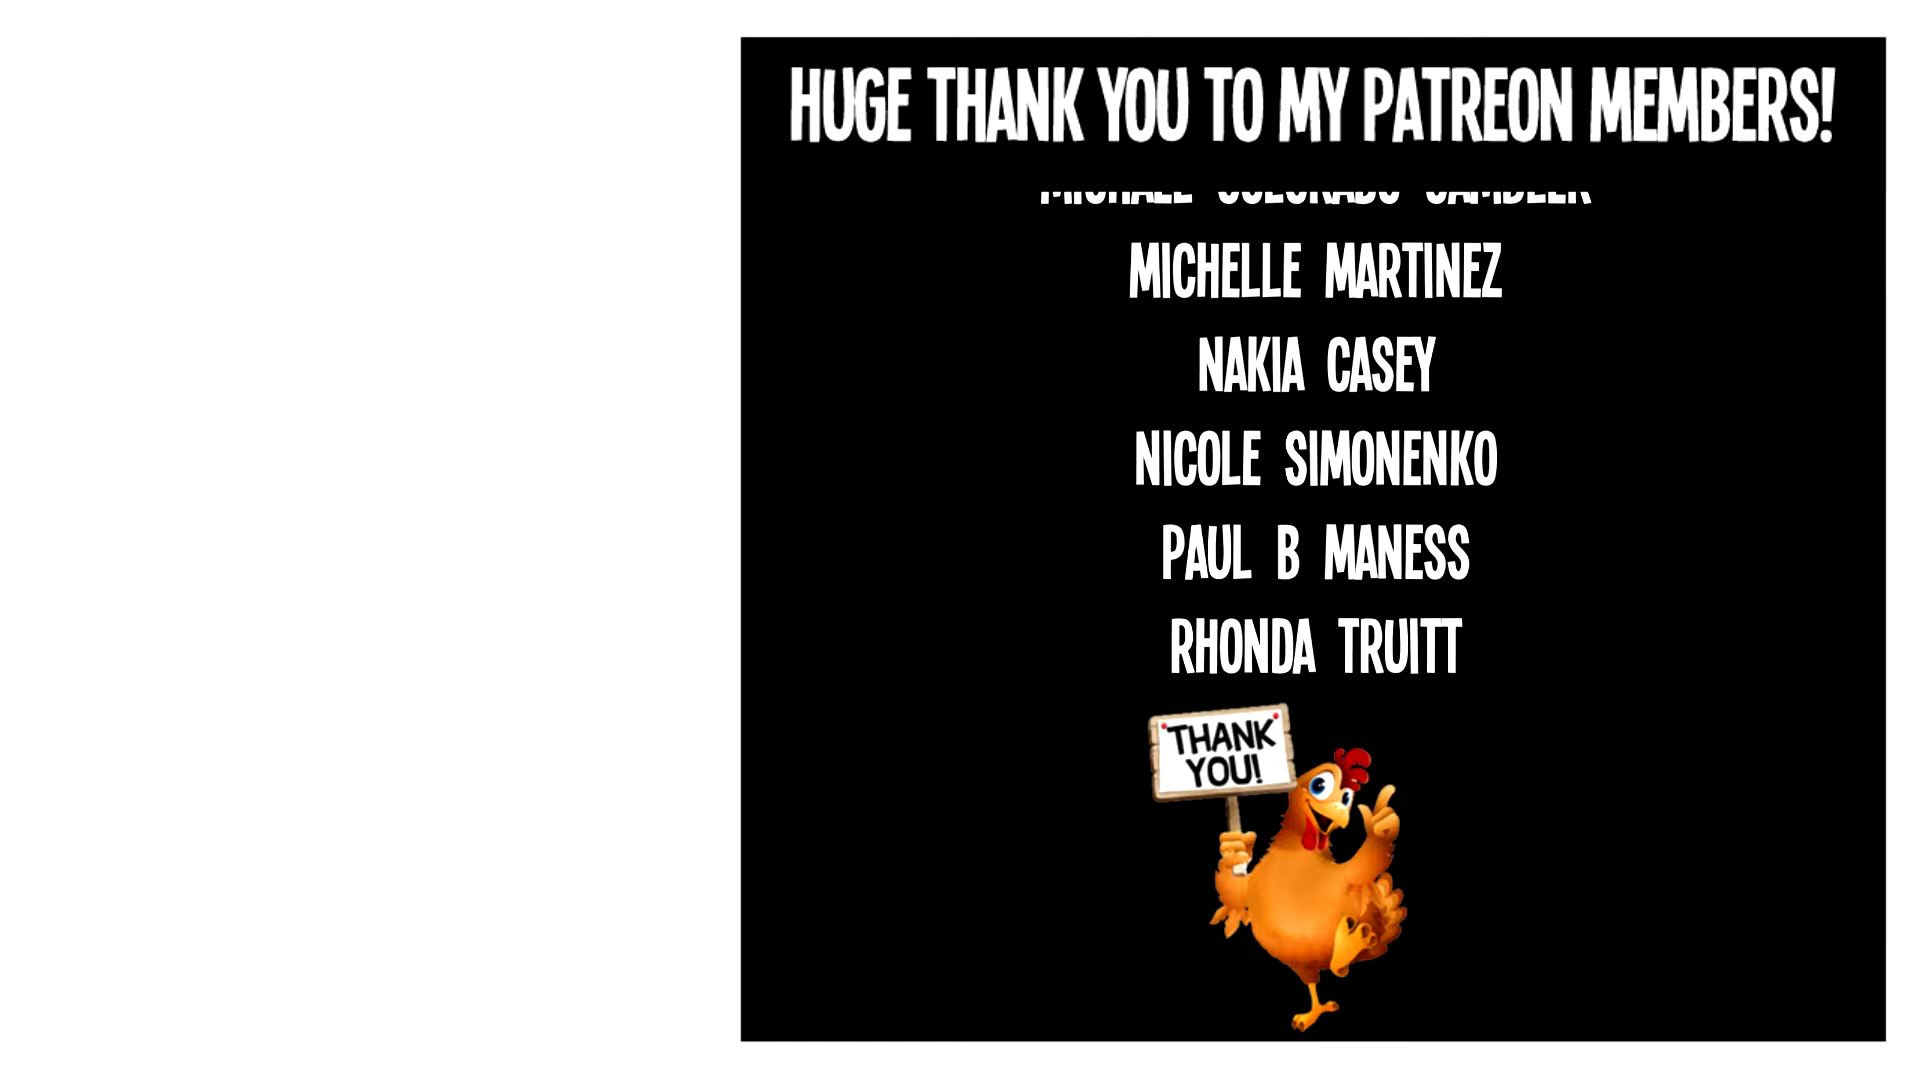 HUGE THANK YOU TO MY PATREON MEMBERS!
MICHELLE MARTINEZ
NAKIA CASEY
NICOLE SIMONENKO
PAUL B MANESS
RHONDA TRUITT
THANK
YOU!